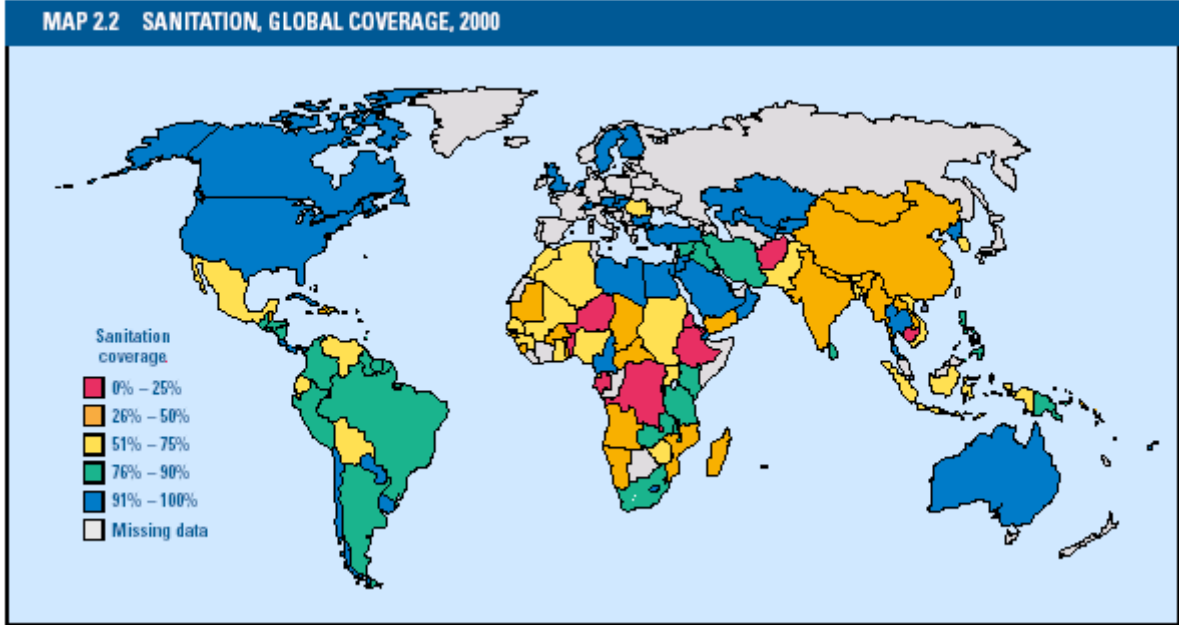 MAP 2.2 SANITATION, GLOBAL COVERAGE, 2000
Sanitation
coverage
0% – 25%
26% – 50%
51% – 75%
76% – 90%
91% – 100%
Missing data